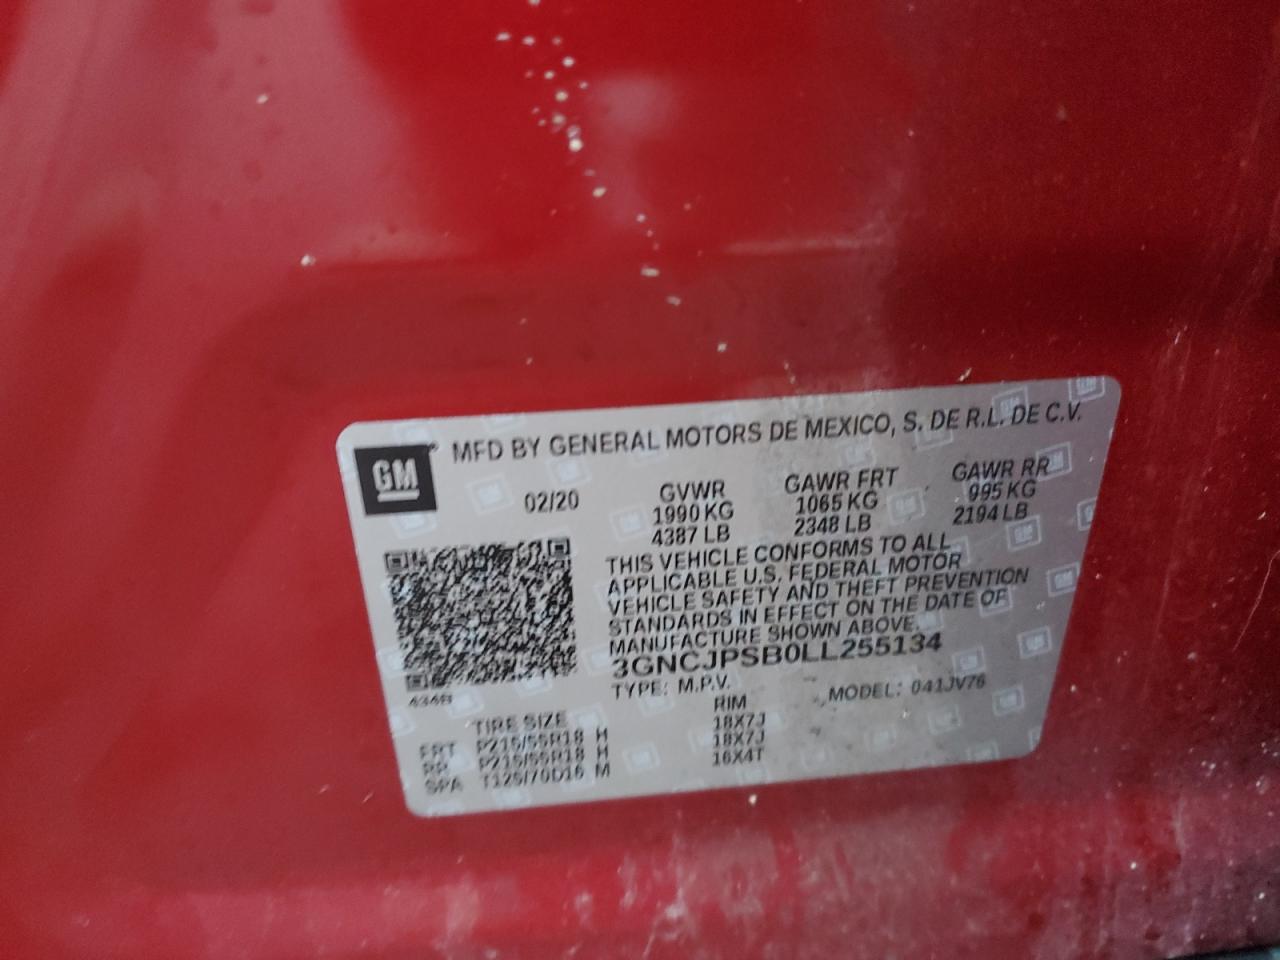 GM
MFD BY GENERAL MOTORS DE MEXICO, S. DE R.L. DE C.V.
02/20 GVWR GAWR FRT GAWR RR
1990 KG 1065 KG 995 KG
4387 LB 2348 LB 2194 LB
THIS VEHICLE CONFORMS TO ALL
APPLICABLE U.S. FEDERAL MOTOR
VEHICLE SAFETY AND THEFT PREVENTION
STANDARDS IN EFFECT ON THE DATE OF
MANUFACTURE SHOWN ABOVE.
3GNCJPSB0LL255134
TYPE: M.P.V. MODEL: 041JV76
TIRE SIZE RIM
FRT P215/55R18 H 18X7J
RR P215/55R18 H 18X7J
SPA T125/70D16 M 16X4T